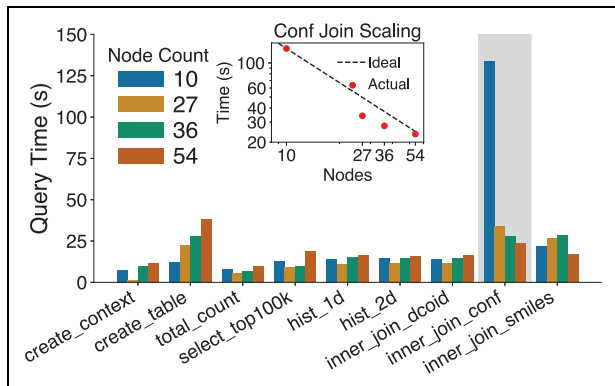 Conf Join Scaling
150
125
100
75
50
25
0
Query Time (s)
Node Count
10
27
36
54
Time (s)
100
60
40
30
20
Ideal
Actual
10
27
36
54
Nodes
create_context
create_table
total_count
select_top100k
hist_1d
hist_2d
inner_join_dcoid
inner_join_conf
inner_join_smiles